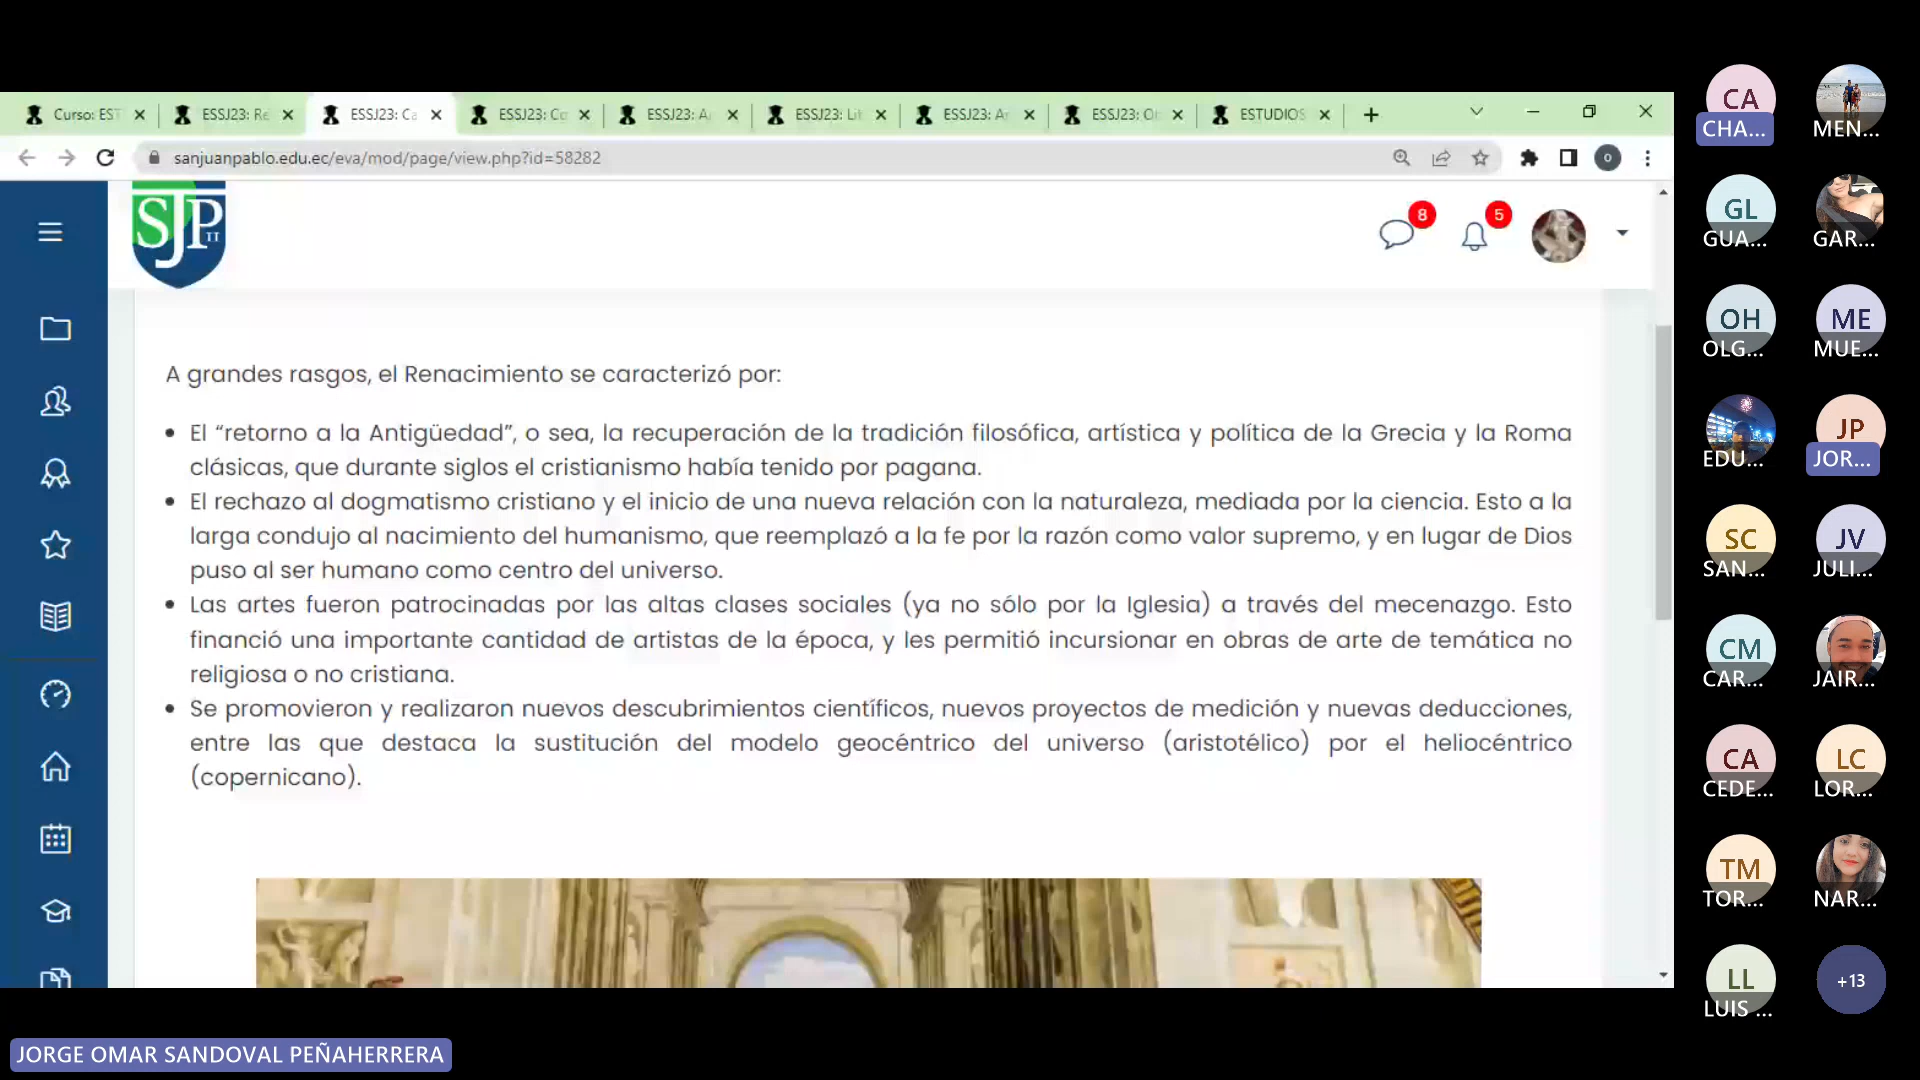 Curso: EST
ESSJ23: Re
ESSJ23: Ca
ESSJ23: Co
ESSJ23: A
ESSJ23: Lit
ESSJ23: A
ESSJ23: O
ESTUDIOS
sanjuanpablo.edu.ec/eva/mod/page/view.php?id=58282
O
SJP II
8
5
A grandes rasgos, el Renacimiento se caracterizó por:
El “retorno a la Antigüedad”, o sea, la recuperación de la tradición filosófica, artística y política de la Grecia y la Roma
clásicas, que durante siglos el cristianismo había tenido por pagana.
El rechazo al dogmatismo cristiano y el inicio de una nueva relación con la naturaleza, mediada por la ciencia. Esto a la
larga condujo al nacimiento del humanismo, que reemplazó a la fe por la razón como valor supremo, y en lugar de Dios
puso al ser humano como centro del universo.
Las artes fueron patrocinadas por las altas clases sociales (ya no sólo por la Iglesia) a través del mecenazgo. Esto
financió una importante cantidad de artistas de la época, y les permitió incursionar en obras de arte de temática no
religiosa o no cristiana.
Se promovieron y realizaron nuevos descubrimientos científicos, nuevos proyectos de medición y nuevas deducciones,
entre las que destaca la sustitución del modelo geocéntrico del universo (aristotélico) por el heliocéntrico
(copernicano).
CA
CHA...
MEN...
GL
GUA...
GAR...
OH
OLG...
ME
MUE...
EDU...
JP
JOR...
SC
SAN...
JV
JULI...
CM
CAR...
JAIR...
CA
CEDE...
LC
LOR...
TM
TOR...
NAR...
LL
LUIS ...
+13
JORGE OMAR SANDOVAL PEÑAHERRERA